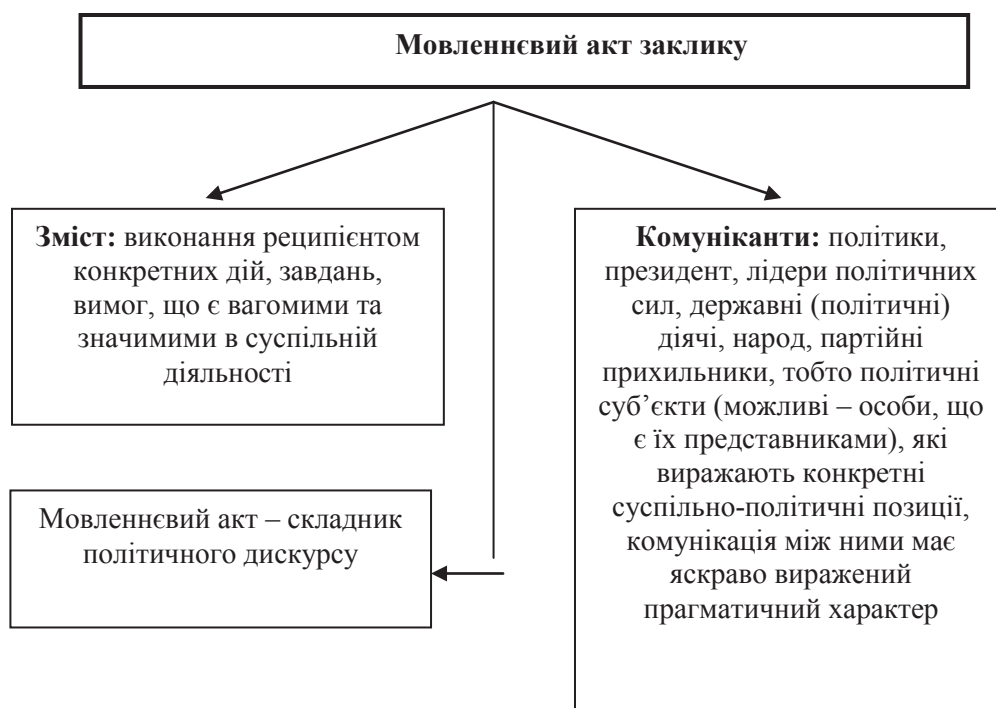 Мовленнєвий акт заклику
Зміст: виконання реципієнтом
конкретних дій, завдань,
вимог, що є вагомими та
значимими в суспільній
діяльності
Мовленнєвий акт – складник
політичного дискурсу
Комуніканти: політики,
президент, лідери політичних
сил, державні (політичні)
діячі, народ, партійні
прихильники, тобто політичні
суб’єкти (можливі – особи, що
є їх представниками), які
виражають конкретні
суспільно-політичні позиції,
комунікація між ними має
яскраво виражений
прагматичний характер